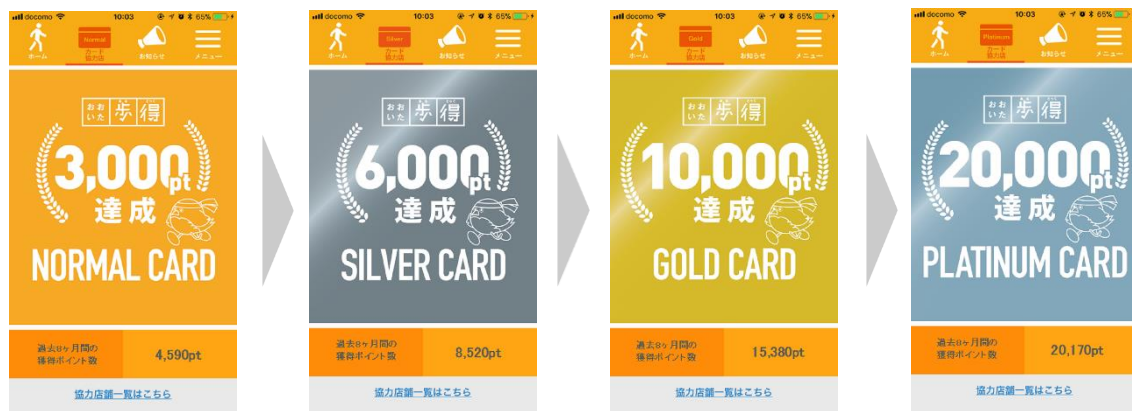 docomo 10:03 65%
Normal
ホーム カード協力店 お知らせ メニュー
おおいた 歩得
3,000pt
達成
NORMAL CARD
過去8ヶ月間の
獲得ポイント数
4,590pt
協力店舗一覧はこちら
docomo 10:03 65%
Silver
ホーム カード協力店 お知らせ メニュー
おおいた 歩得
6,000pt
達成
SILVER CARD
過去8ヶ月間の
獲得ポイント数
8,520pt
協力店舗一覧はこちら
docomo 10:03 65%
Gold
ホーム カード協力店 お知らせ メニュー
おおいた 歩得
10,000pt
達成
GOLD CARD
過去8ヶ月間の
獲得ポイント数
15,380pt
協力店舗一覧はこちら
docomo 10:03 65%
Platinum
ホーム カード協力店 お知らせ メニュー
おおいた 歩得
20,000pt
達成
PLATINUM CARD
過去8ヶ月間の
獲得ポイント数
20,170pt
協力店舗一覧はこちら